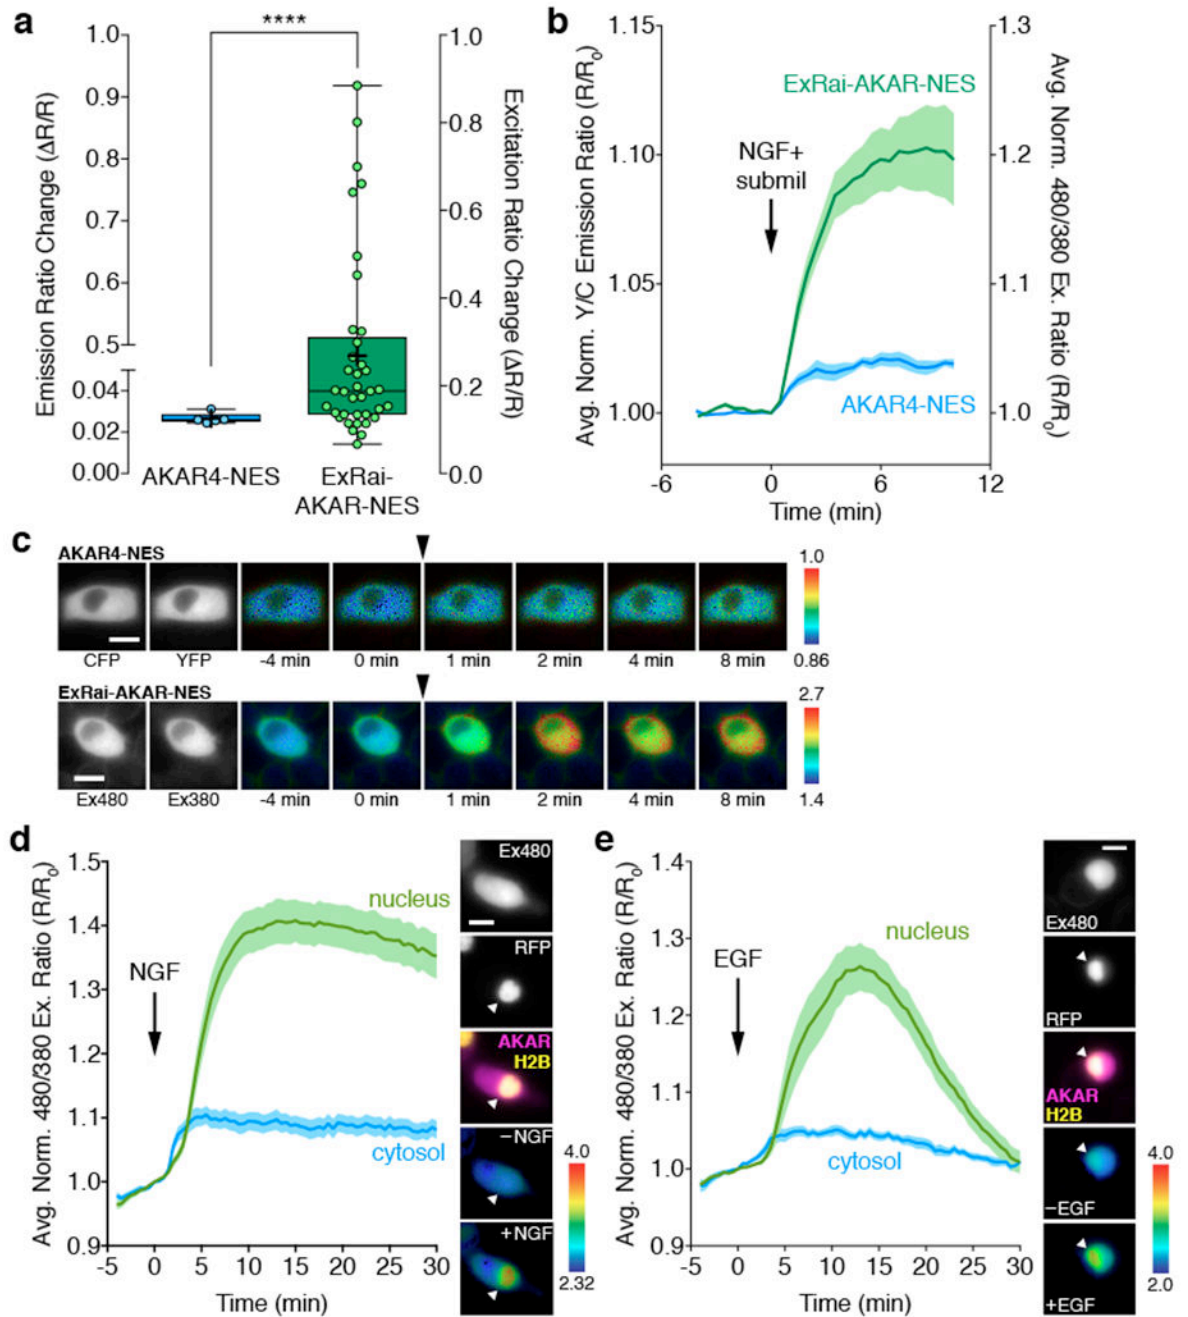 a
****
Emission Ratio Change (ΔR/R)
1.0
0.9
0.8
0.7
0.6
0.5
0.04
0.02
0.00
1.0
0.8
0.6
0.4
0.2
0.0
Excitation Ratio Change (ΔR/R)
AKAR4-NES
ExRai-
AKAR-NES
b
Avg. Norm. Y/C Emission Ratio (R/R0)
1.15
1.10
1.05
1.00
1.3
1.2
1.1
1.0
Avg. Norm. 480/380 Ex. Ratio (R/R0)
ExRai-AKAR-NES
NGF+
submil
AKAR4-NES
-6 0 6 12
Time (min)
c
AKAR4-NES
CFP YFP -4 min 0 min 1 min 2 min 4 min 8 min
1.0
0.86
ExRai-AKAR-NES
Ex480 Ex380 -4 min 0 min 1 min 2 min 4 min 8 min
2.7
1.4
d
Avg. Norm. 480/380 Ex. Ratio (R/R0)
1.5
1.4
1.3
1.2
1.1
1.0
0.9
nucleus
NGF
cytosol
-5 0 5 10 15 20 25 30
Time (min)
Ex480
RFP
AKAR
H2B
−NGF
+NGF
4.0
2.32
e
Avg. Norm. 480/380 Ex. Ratio (R/R0)
1.4
1.3
1.2
1.1
1.0
0.9
nucleus
EGF
cytosol
-5 0 5 10 15 20 25 30
Time (min)
Ex480
RFP
AKAR
H2B
−EGF
+EGF
4.0
2.0